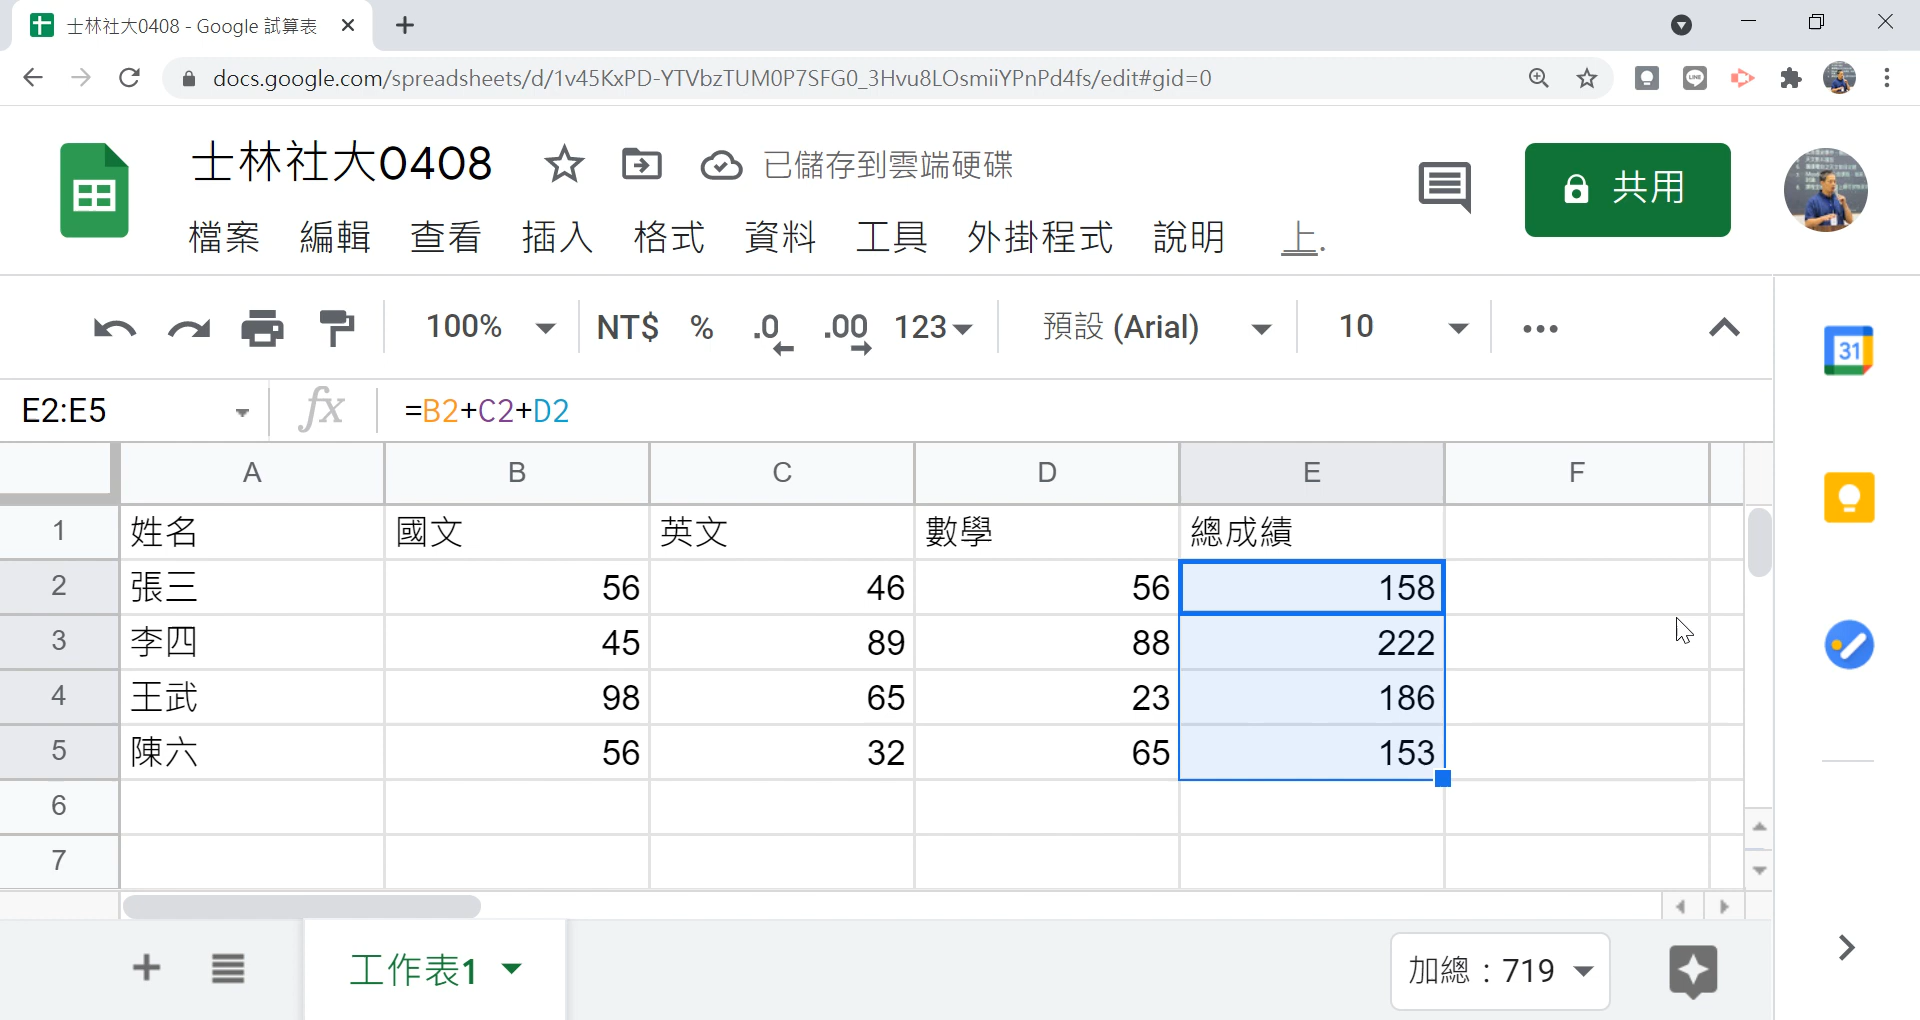 士林社大0408 - Google 試算表
docs.google.com/spreadsheets/d/1v45KxPD-YTVbzTUM0P7SFG0_3Hvu8LOsmiiYPnPd4fs/edit#gid=0
士林社大0408 已儲存到雲端硬碟
共用
檔案 編輯 查看 插入 格式 資料 工具 外掛程式 說明 上.
100% NT$ % .0 .00 123 預設 (Arial) 10
31
E2:E5 fx =B2+C2+D2
A B C D E F
1 姓名 國文 英文 數學 總成績
2 張三 56 46 56 158
3 李四 45 89 88 222
4 王武 98 65 23 186
5 陳六 56 32 65 153
6
7
工作表1 加總：719